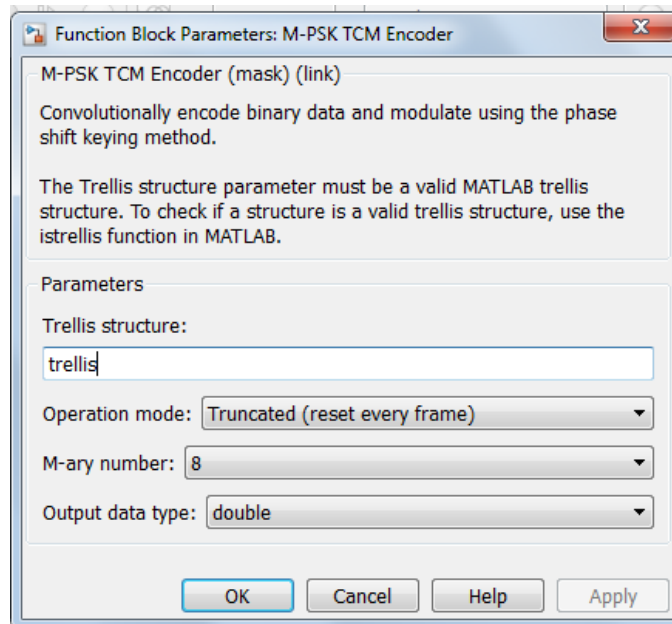 Function Block Parameters: M-PSK TCM Encoder
M-PSK TCM Encoder (mask) (link)
Convolutionally encode binary data and modulate using the phase
shift keying method.
The Trellis structure parameter must be a valid MATLAB trellis
structure. To check if a structure is a valid trellis structure, use the
istrellis function in MATLAB.
Parameters
Trellis structure:
trellis
Operation mode: Truncated (reset every frame)
M-ary number: 8
Output data type: double
OK Cancel Help Apply